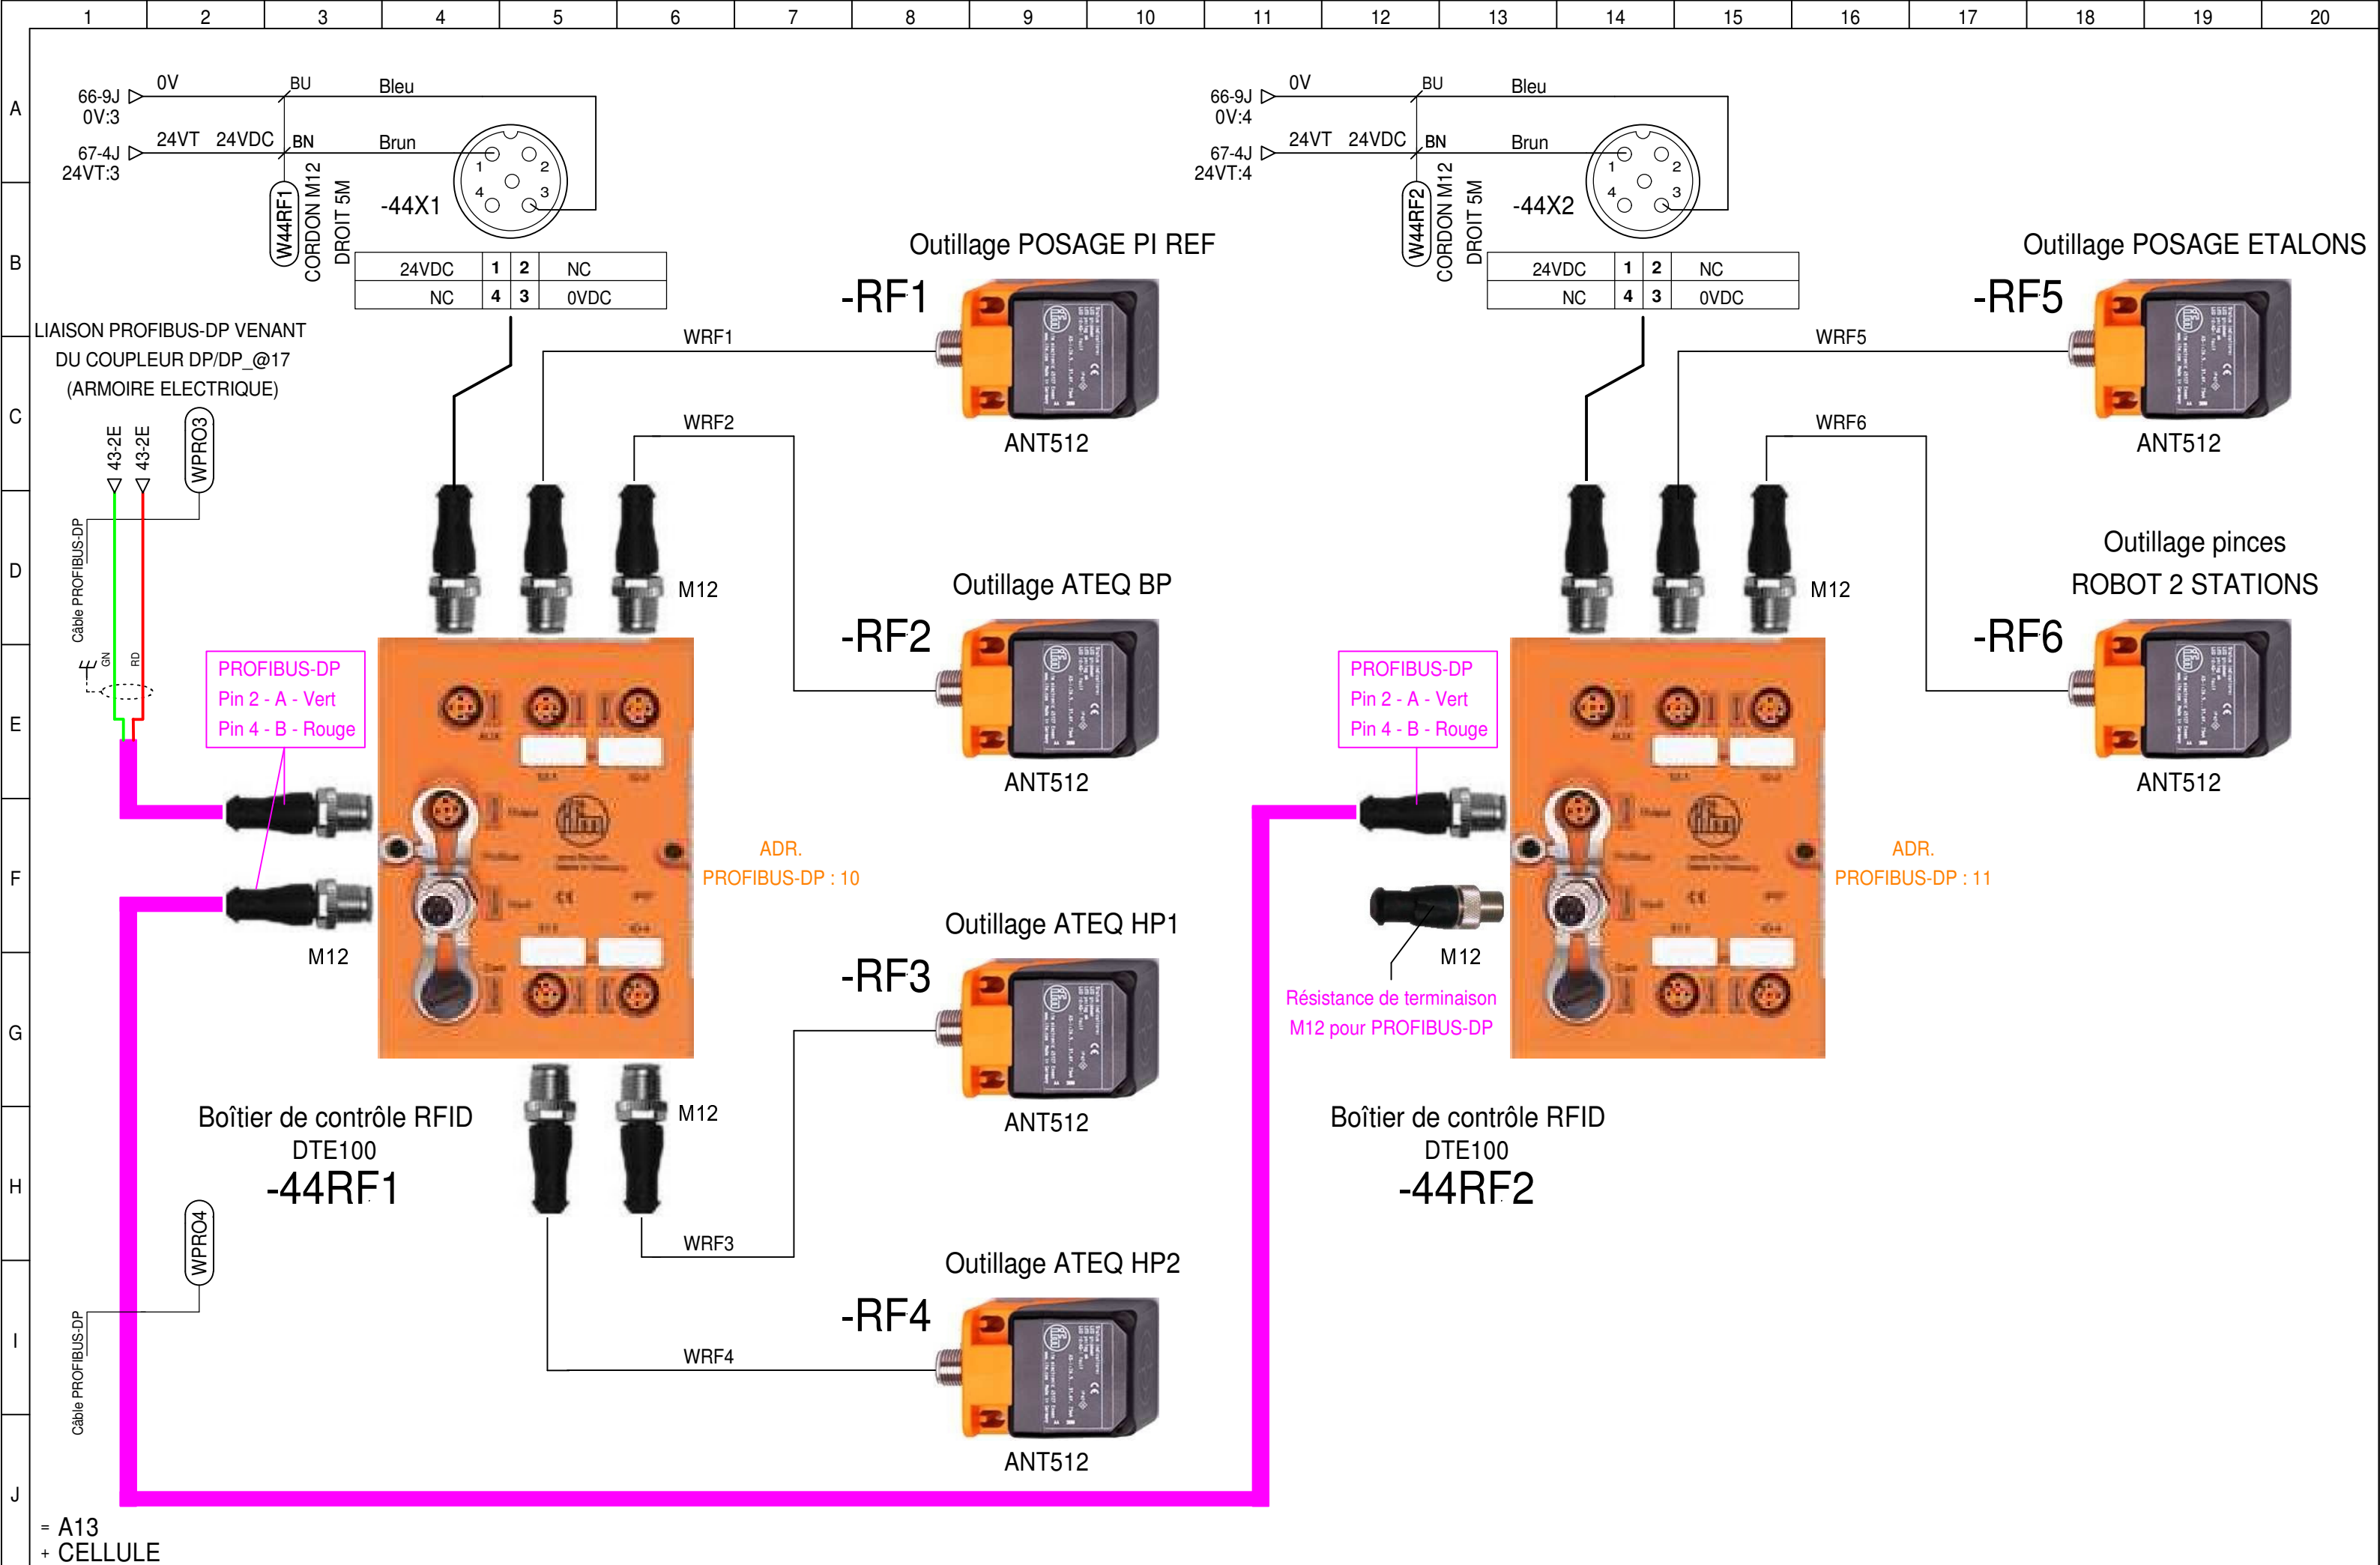 1 2 3 4 5 6 7 8 9 10 11 12 13 14 15 16 17 18 19 20
A
B
C
D
E
F
G
H
I
J
66-9J
0V:3
0V
BU
Bleu
67-4J
24VT:3
24VT
24VDC
BN
Brun
W44RF1
CORDON M12
DROIT 5M
-44X1
1
2
4
3
24VDC 1 2 NC
NC 4 3 0VDC
LIAISON PROFIBUS-DP VENANT
DU COUPLEUR DP/DP_@17
(ARMOIRE ELECTRIQUE)
43-2E
43-2E
WPRO3
Câble PROFIBUS-DP
GN
RD
PROFIBUS-DP
Pin 2 - A - Vert
Pin 4 - B - Rouge
M12
M12
M12
WRF1
WRF2
WRF3
WRF4
ADR.
PROFIBUS-DP : 10
Boîtier de contrôle RFID
DTE100
-44RF1
WPRO4
Câble PROFIBUS-DP
Outillage POSAGE PI REF
-RF1
ANT512
Outillage ATEQ BP
-RF2
ANT512
Outillage ATEQ HP1
-RF3
ANT512
Outillage ATEQ HP2
-RF4
ANT512
66-9J
0V:4
0V
BU
Bleu
67-4J
24VT:4
24VT
24VDC
BN
Brun
W44RF2
CORDON M12
DROIT 5M
-44X2
1
2
4
3
24VDC 1 2 NC
NC 4 3 0VDC
WRF5
WRF6
M12
PROFIBUS-DP
Pin 2 - A - Vert
Pin 4 - B - Rouge
M12
Résistance de terminaison
M12 pour PROFIBUS-DP
ADR.
PROFIBUS-DP : 11
Boîtier de contrôle RFID
DTE100
-44RF2
Outillage POSAGE ETALONS
-RF5
ANT512
Outillage pinces
ROBOT 2 STATIONS
-RF6
ANT512
= A13
+ CELLULE